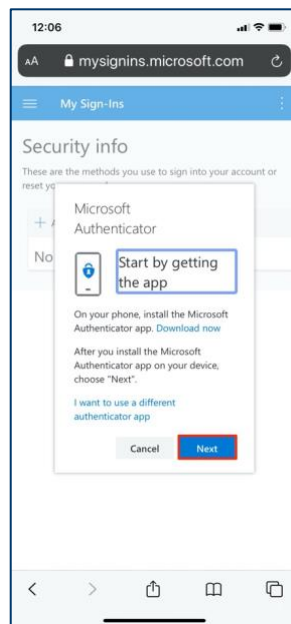 12:06
AA mysignins.microsoft.com
My Sign-Ins
Security info
These are the methods you use to sign into your account or
reset yo
+ A
No
Microsoft
Authenticator
Start by getting
the app
On your phone, install the Microsoft
Authenticator app. Download now
After you install the Microsoft
Authenticator app on your device,
choose "Next".
I want to use a different
authenticator app
Cancel Next